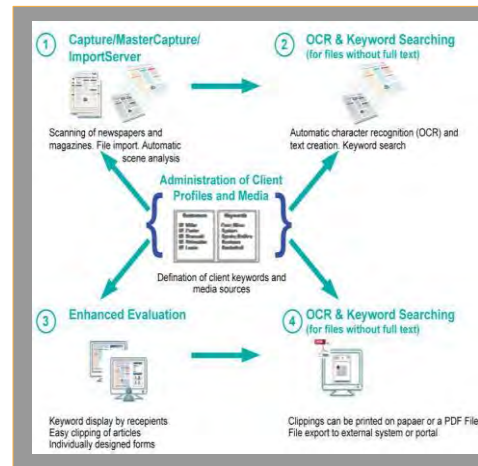 1 Capture/MasterCapture/
ImportServer
Scanning of newspapers and
magazines. File import. Automatic
scene analysis
2 OCR & Keyword Searching
(for files without full text)
Automatic character recognition (OCR) and
text creation. Keyword search
Administration of Client
Profiles and Media
Keywords
Defination of client keywords and
media sources
3 Enhanced Evaluation
Keyword display by recepients
Easy clipping of articles
Individually designed forms
4 OCR & Keyword Searching
(for files without full text)
PDF
Clippings can be printed on papaer or a PDF File
File export to external system or portal